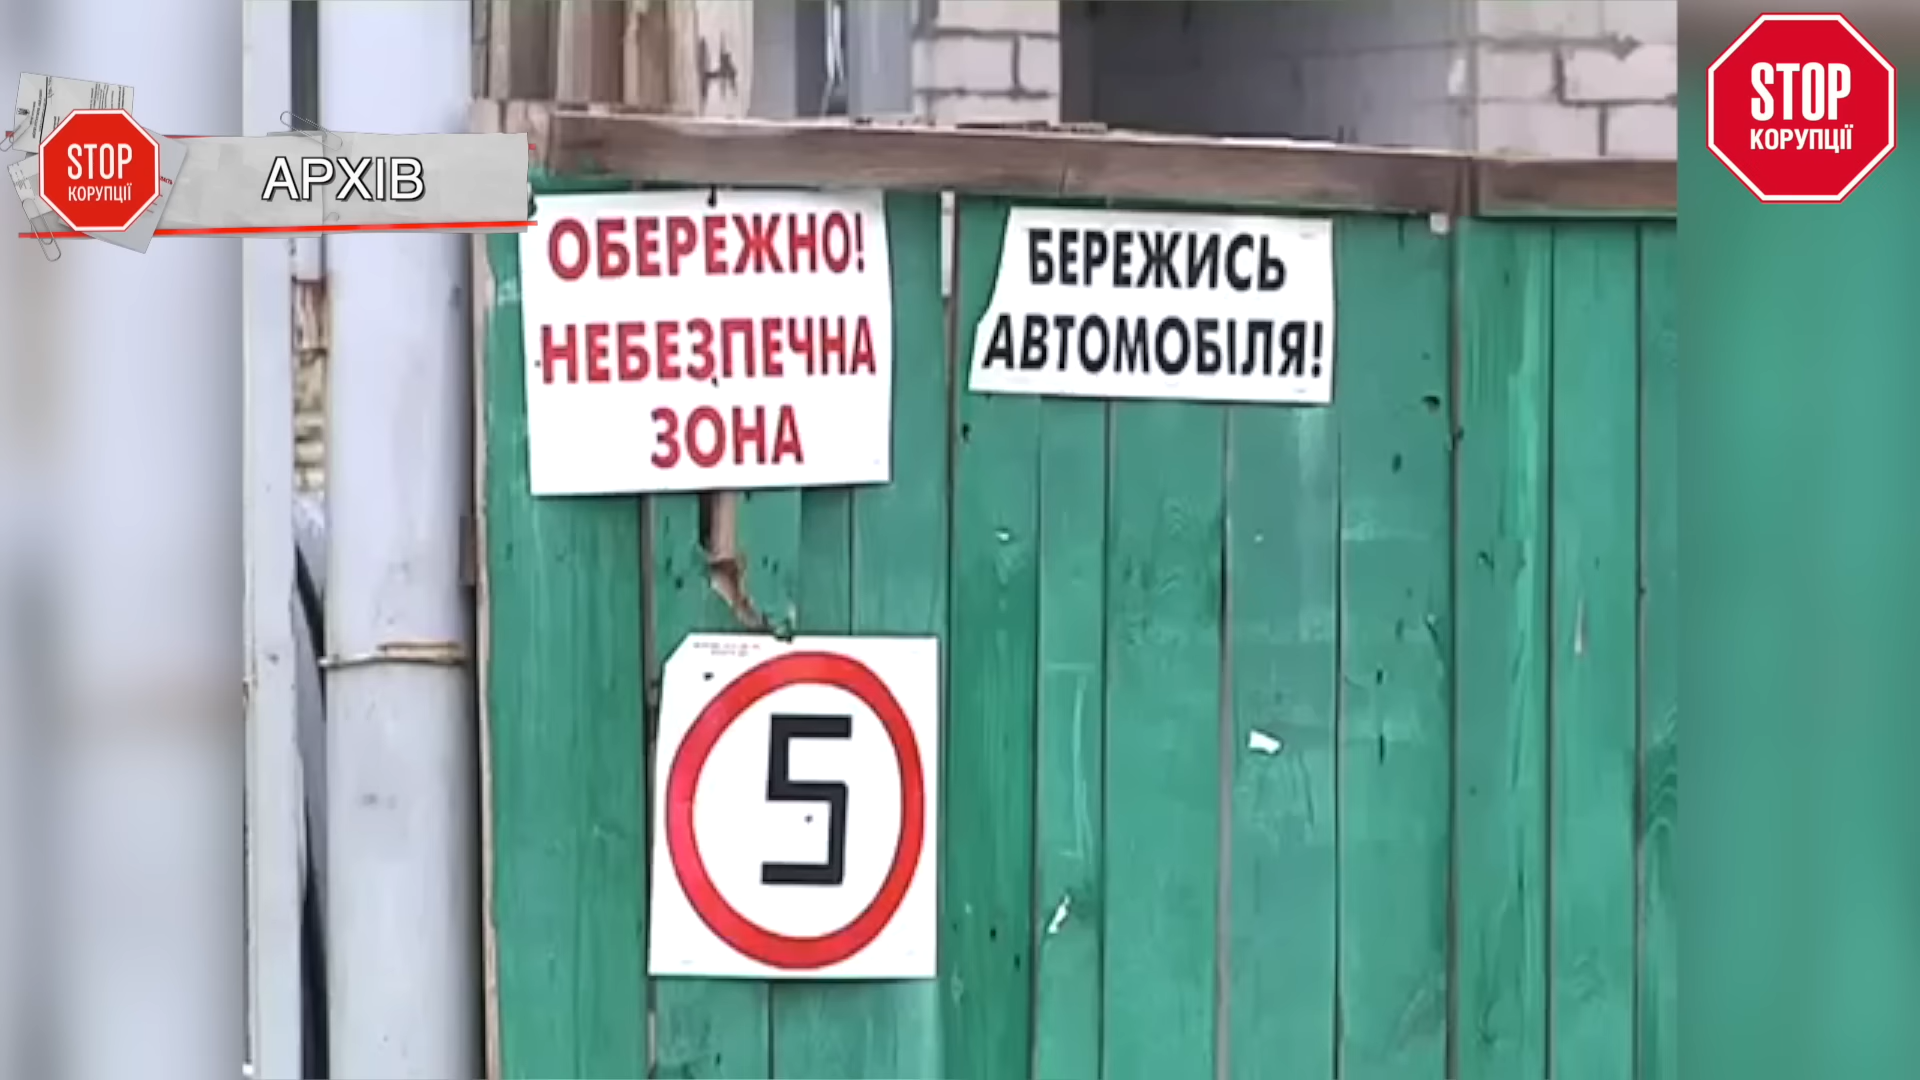 STOP
КОРУПЦІЇ
АРХІВ
STOP
КОРУПЦІЇ
ОБЕРЕЖНО!
НЕБЕЗПЕЧНА
ЗОНА
БЕРЕЖИСЬ
АВТОМОБІЛЯ!
5